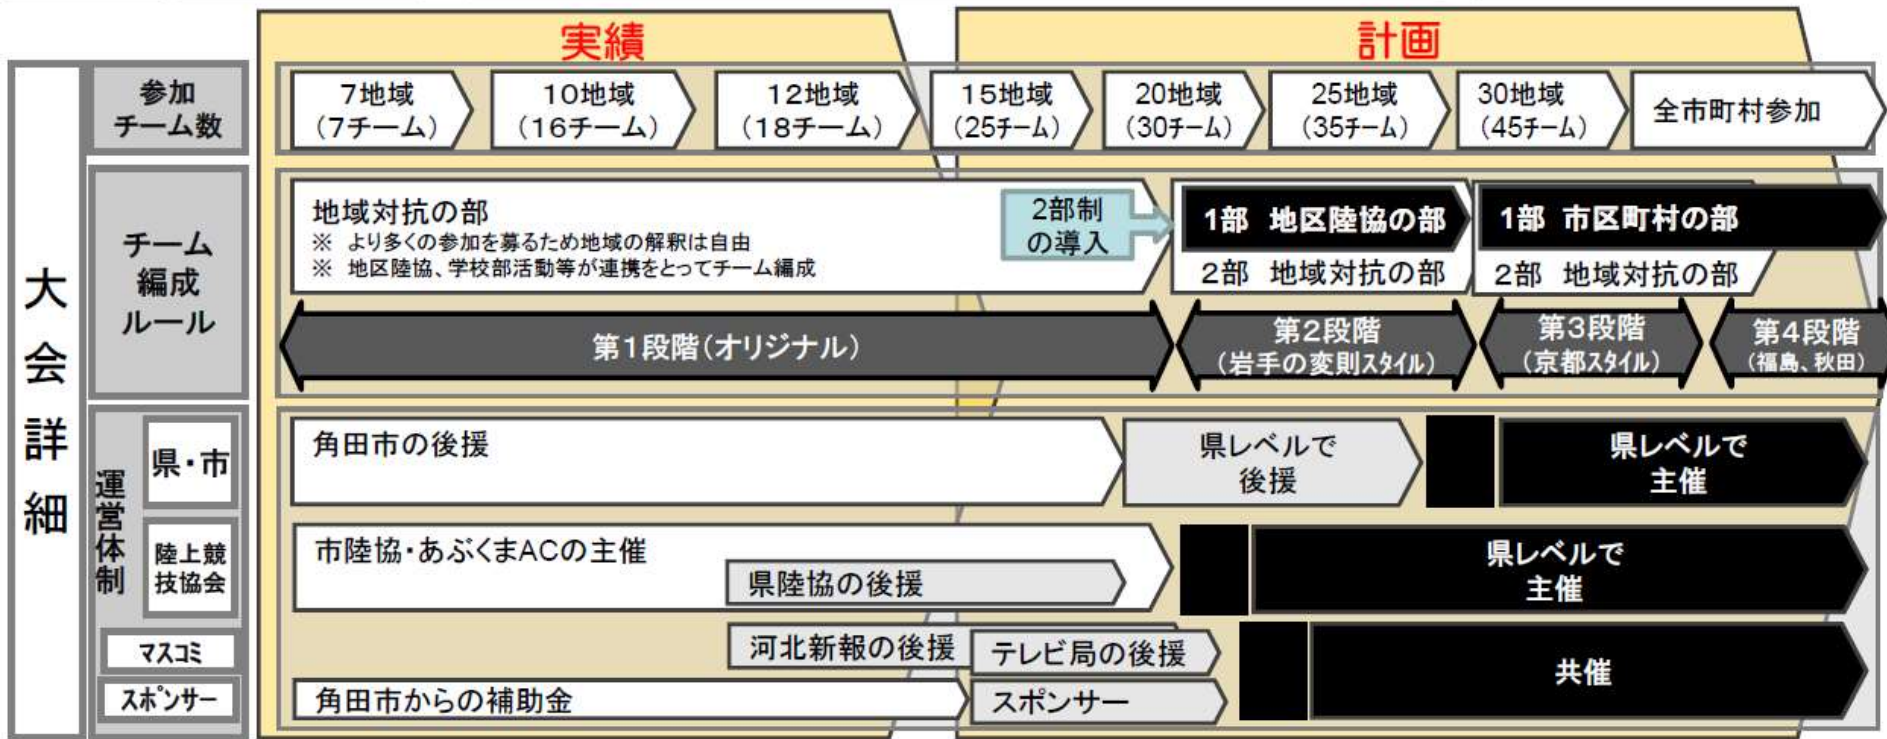 実績
計画
大会詳細
参加
チーム数
7地域
(7チーム)
10地域
(16チーム)
12地域
(18チーム)
15地域
(25チーム)
20地域
(30チーム)
25地域
(35チーム)
30地域
(45チーム)
全市町村参加
チーム
編成
ルール
地域対抗の部
※ より多くの参加を募るため地域の解釈は自由
※ 地区陸協、学校部活動等が連携をとってチーム編成
2部制
の導入
1部 地区陸協の部
2部 地域対抗の部
1部 市区町村の部
2部 地域対抗の部
第1段階(オリジナル)
第2段階
(岩手の変則スタイル)
第3段階
(京都スタイル)
第4段階
(福島、秋田)
運営体制
県・市
角田市の後援
県レベルで
後援
県レベルで
主催
陸上競
技協会
市陸協・あぶくまACの主催
県陸協の後援
県レベルで
主催
マスコミ
河北新報の後援
テレビ局の後援
共催
スポンサー
角田市からの補助金
スポンサー